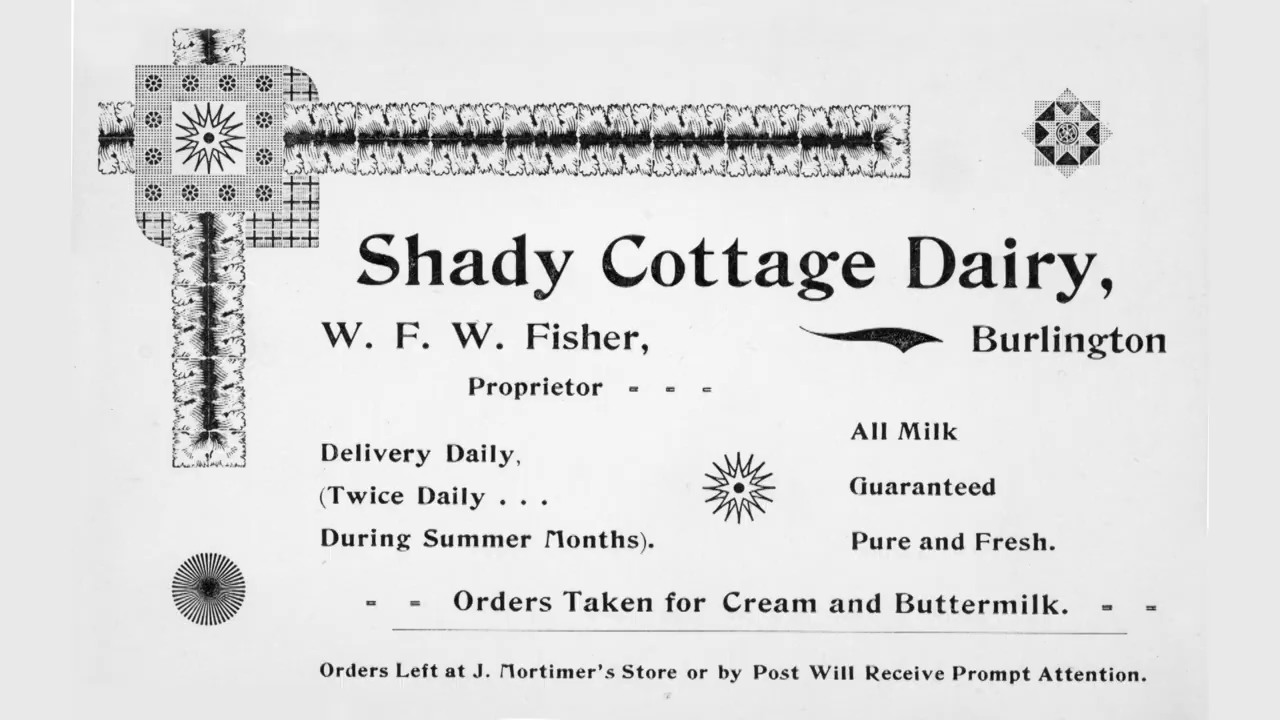 Shady Cottage Dairy,
W. F. W. Fisher, Burlington
Proprietor - - -
Delivery Daily,
(Twice Daily . . .
During Summer Months).
All Milk
Guaranteed
Pure and Fresh.
- - Orders Taken for Cream and Buttermilk. - -
Orders Left at J. Mortimer's Store or by Post Will Receive Prompt Attention.